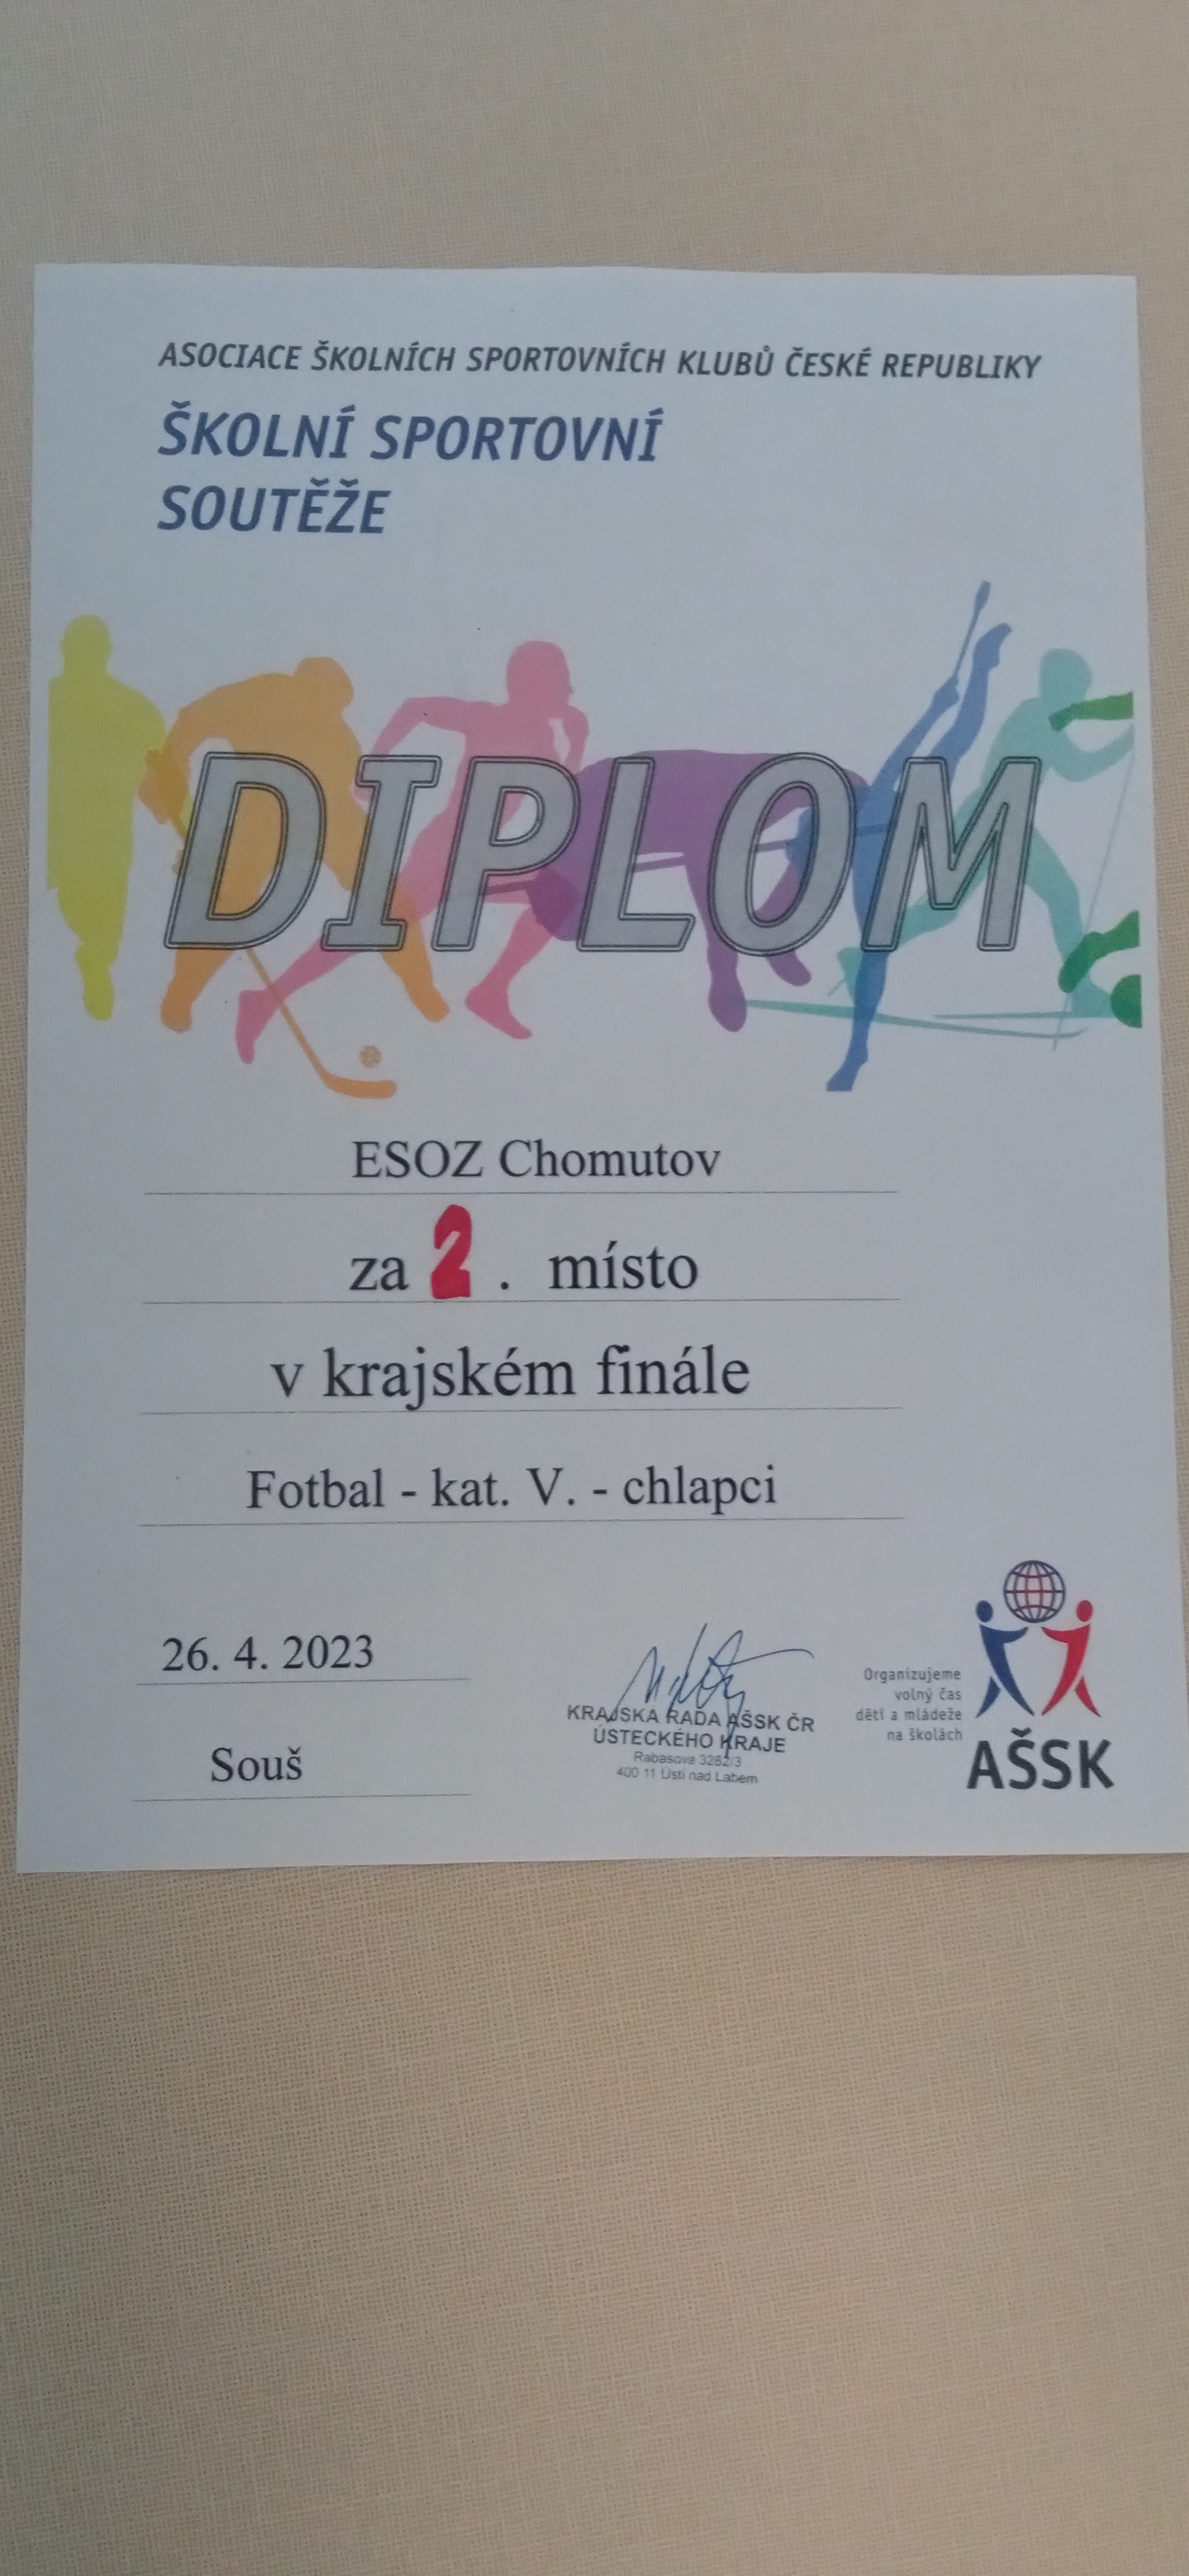 ASOCIACE ŠKOLNÍCH SPORTOVNÍCH KLUBŮ ČESKÉ REPUBLIKY
ŠKOLNÍ SPORTOVNÍ
SOUTĚŽE
DIPLOM
ESOZ Chomutov
za 2. místo
v krajském finále
Fotbal - kat. V. - chlapci
26. 4. 2023
Souš
KRAJSKÁ RADA AŠSK ČR
ÚSTECKÉHO KRAJE
Rabasova 3282/3
400 11 Ústí nad Labem
Organizujeme
volný čas
dětí a mládeže
na školách
AŠSK